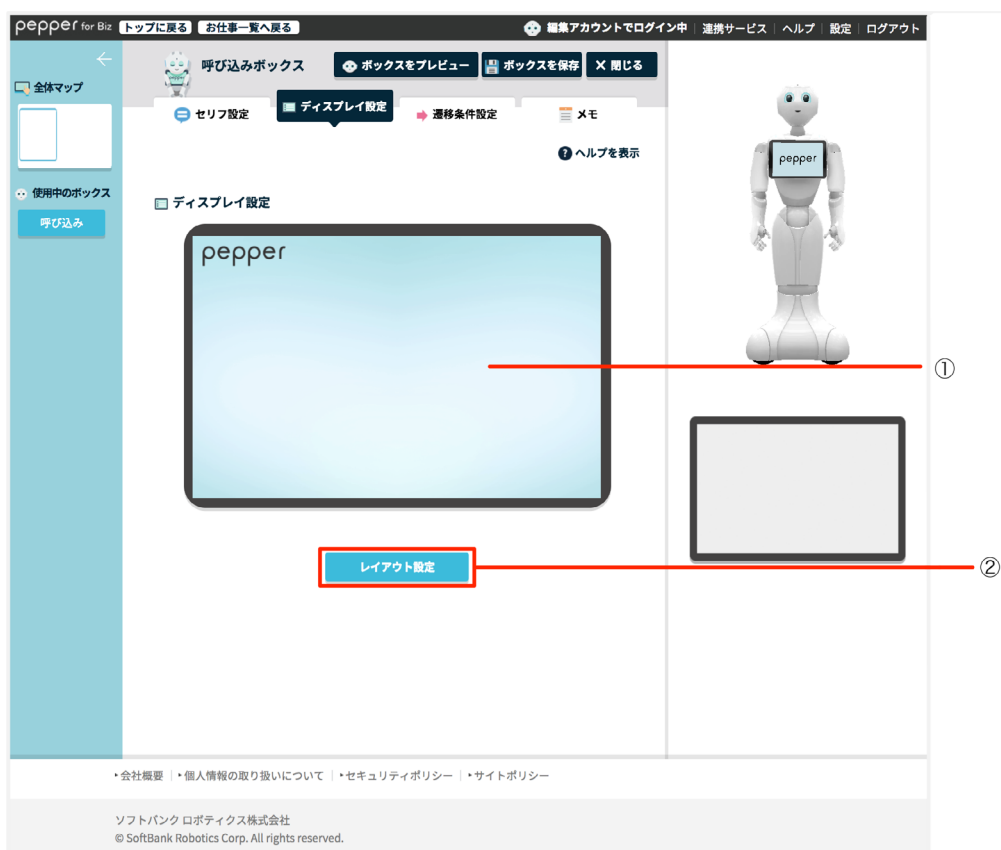 pepper for Biz トップに戻る お仕事一覧へ戻る 編集アカウントでログイン中 連携サービス ヘルプ 設定 ログアウト
←
全体マップ
使用中のボックス
呼び込み
呼び込みボックス ボックスをプレビュー ボックスを保存 × 閉じる
セリフ設定 ディスプレイ設定 遷移条件設定 メモ
? ヘルプを表示
ディスプレイ設定
pepper
レイアウト設定
pepper
①
②
・会社概要 ・個人情報の取り扱いについて ・セキュリティポリシー ・サイトポリシー
ソフトバンク ロボティクス株式会社
© SoftBank Robotics Corp. All rights reserved.